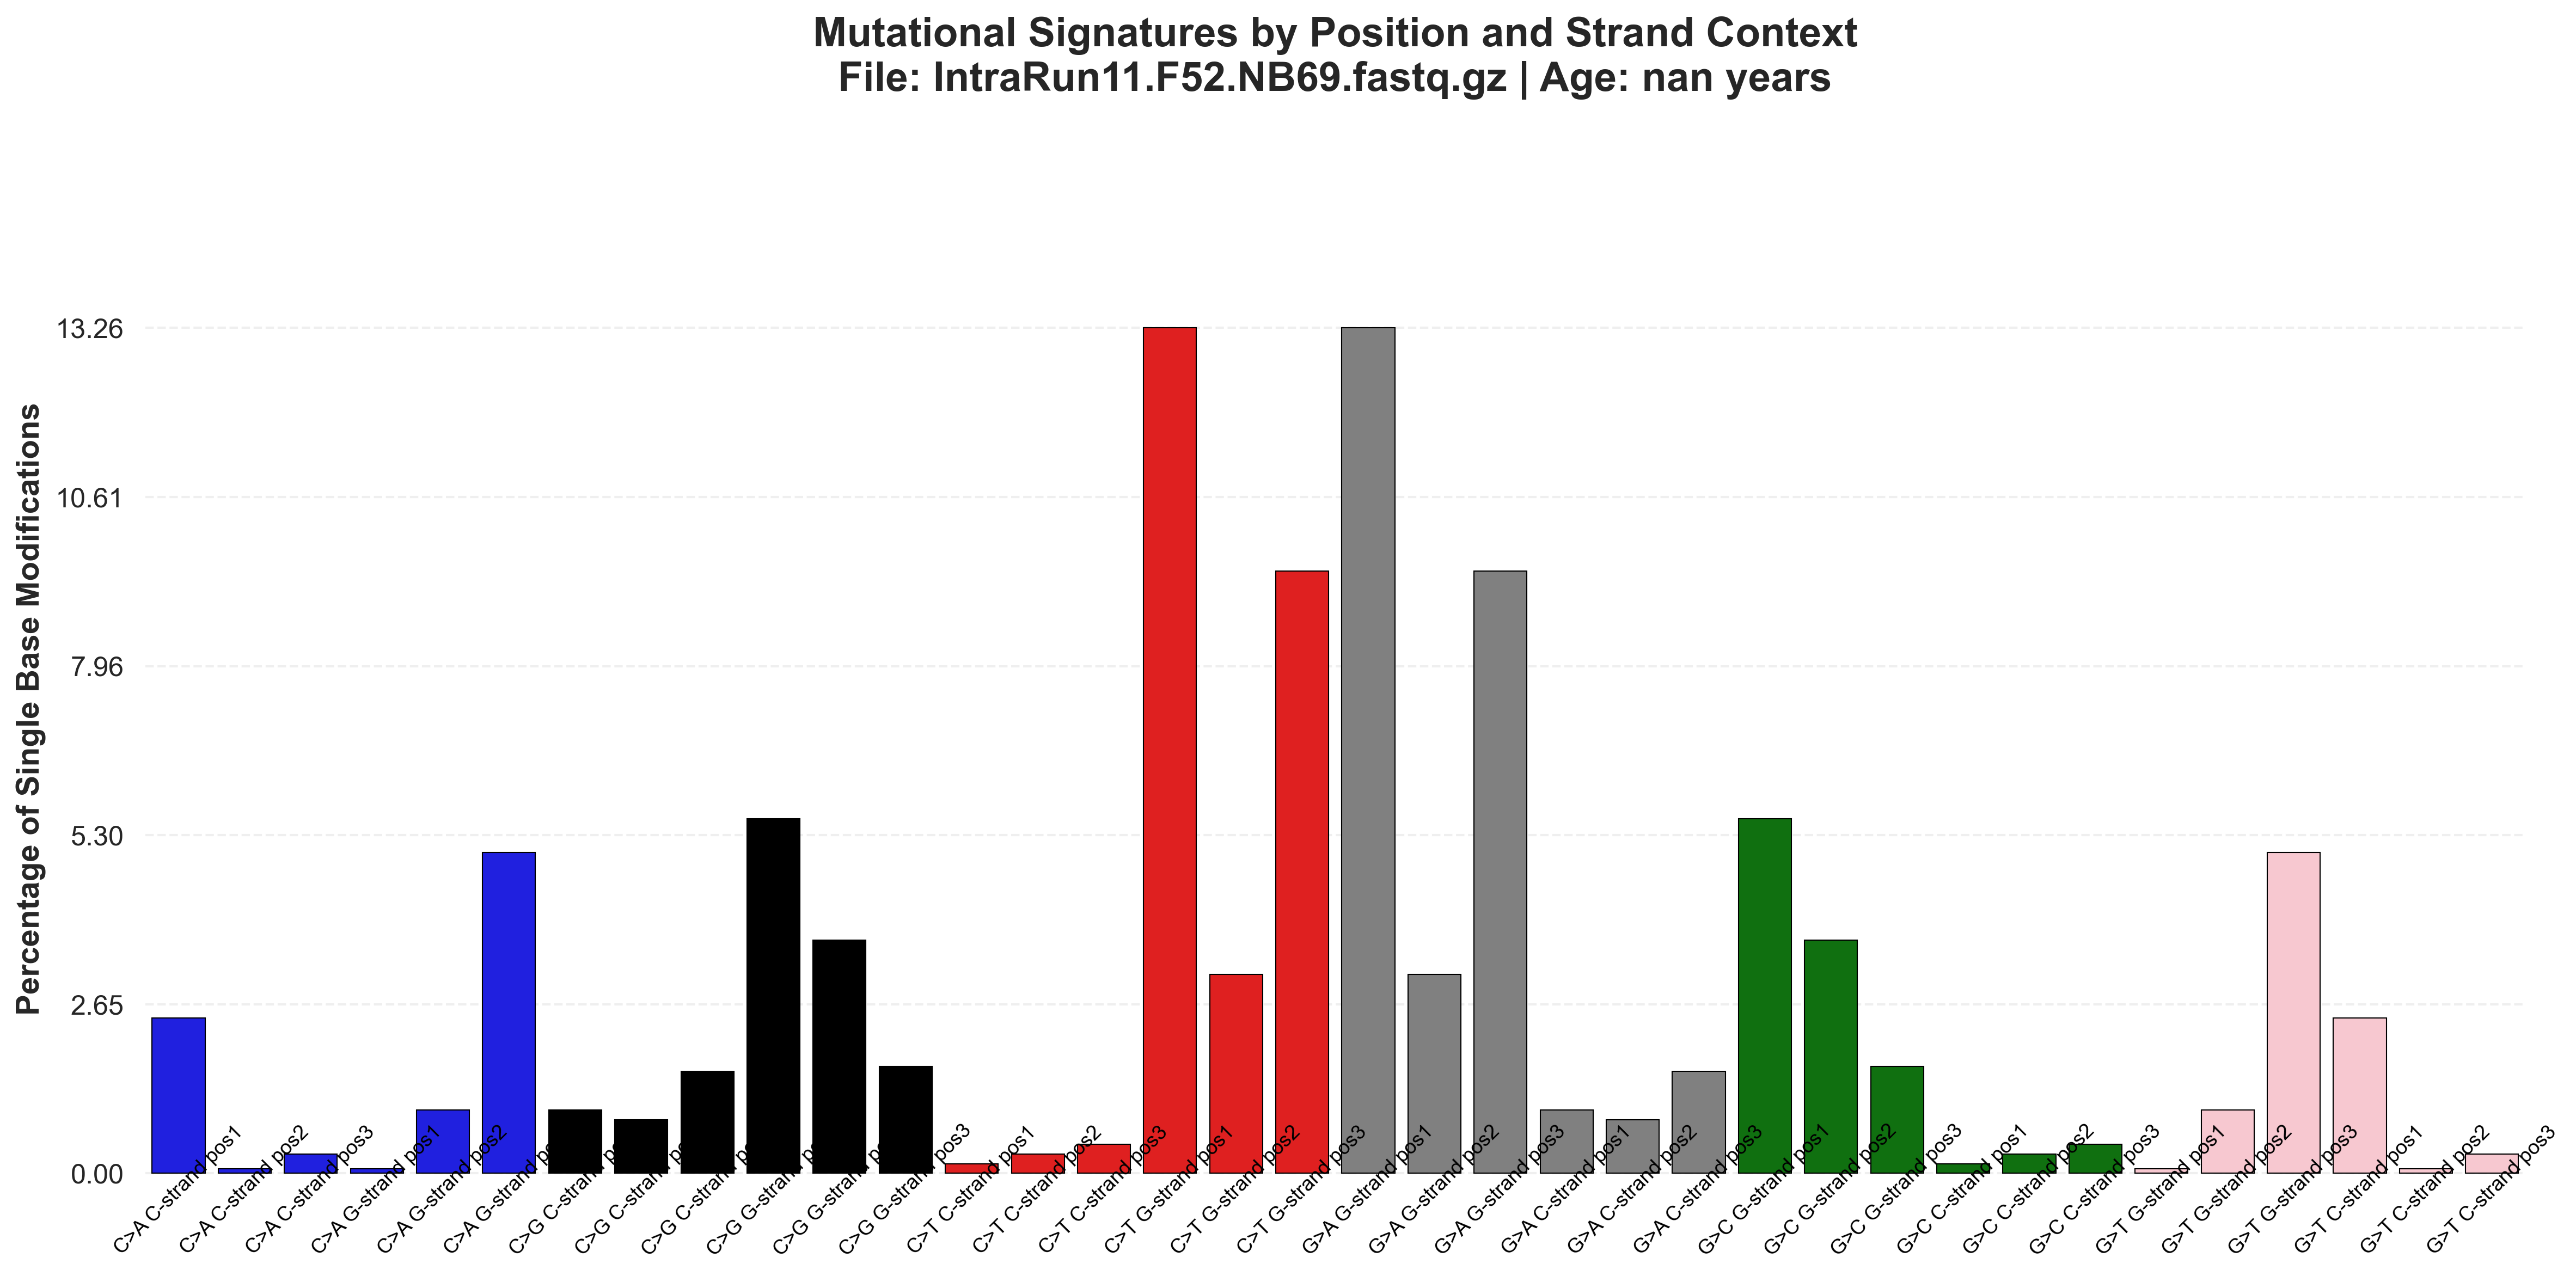 Mutational Signatures by Position and Strand Context
File: IntraRun11.F52.NB69.fastq.gz | Age: nan years
Percentage of Single Base Modifications
13.26
10.61
7.96
5.30
2.65
0.00
C>A C-strand pos1
C>A C-strand pos2
C>A C-strand pos3
C>A G-strand pos1
C>A G-strand pos2
C>A G-strand
C>G C-strand
C>G C-strand
C>G C-strand
C>G G-strand
C>G G-strand
C>G G-strand pos3
C>T C-strand pos1
C>T C-strand pos2
C>T C-strand pos3
C>T G-strand pos1
C>T G-strand pos2
C>T G-strand pos3
G>A G-strand pos1
G>A G-strand pos2
G>A G-strand pos3
G>A C-strand pos1
G>A C-strand pos2
G>A C-strand pos3
G>C G-strand pos1
G>C G-strand pos2
G>C G-strand pos3
G>C C-strand pos1
G>C C-strand pos2
G>C C-strand pos3
G>T G-strand pos1
G>T G-strand pos2
G>T G-strand pos3
G>T C-strand pos1
G>T C-strand pos2
G>T C-strand pos3